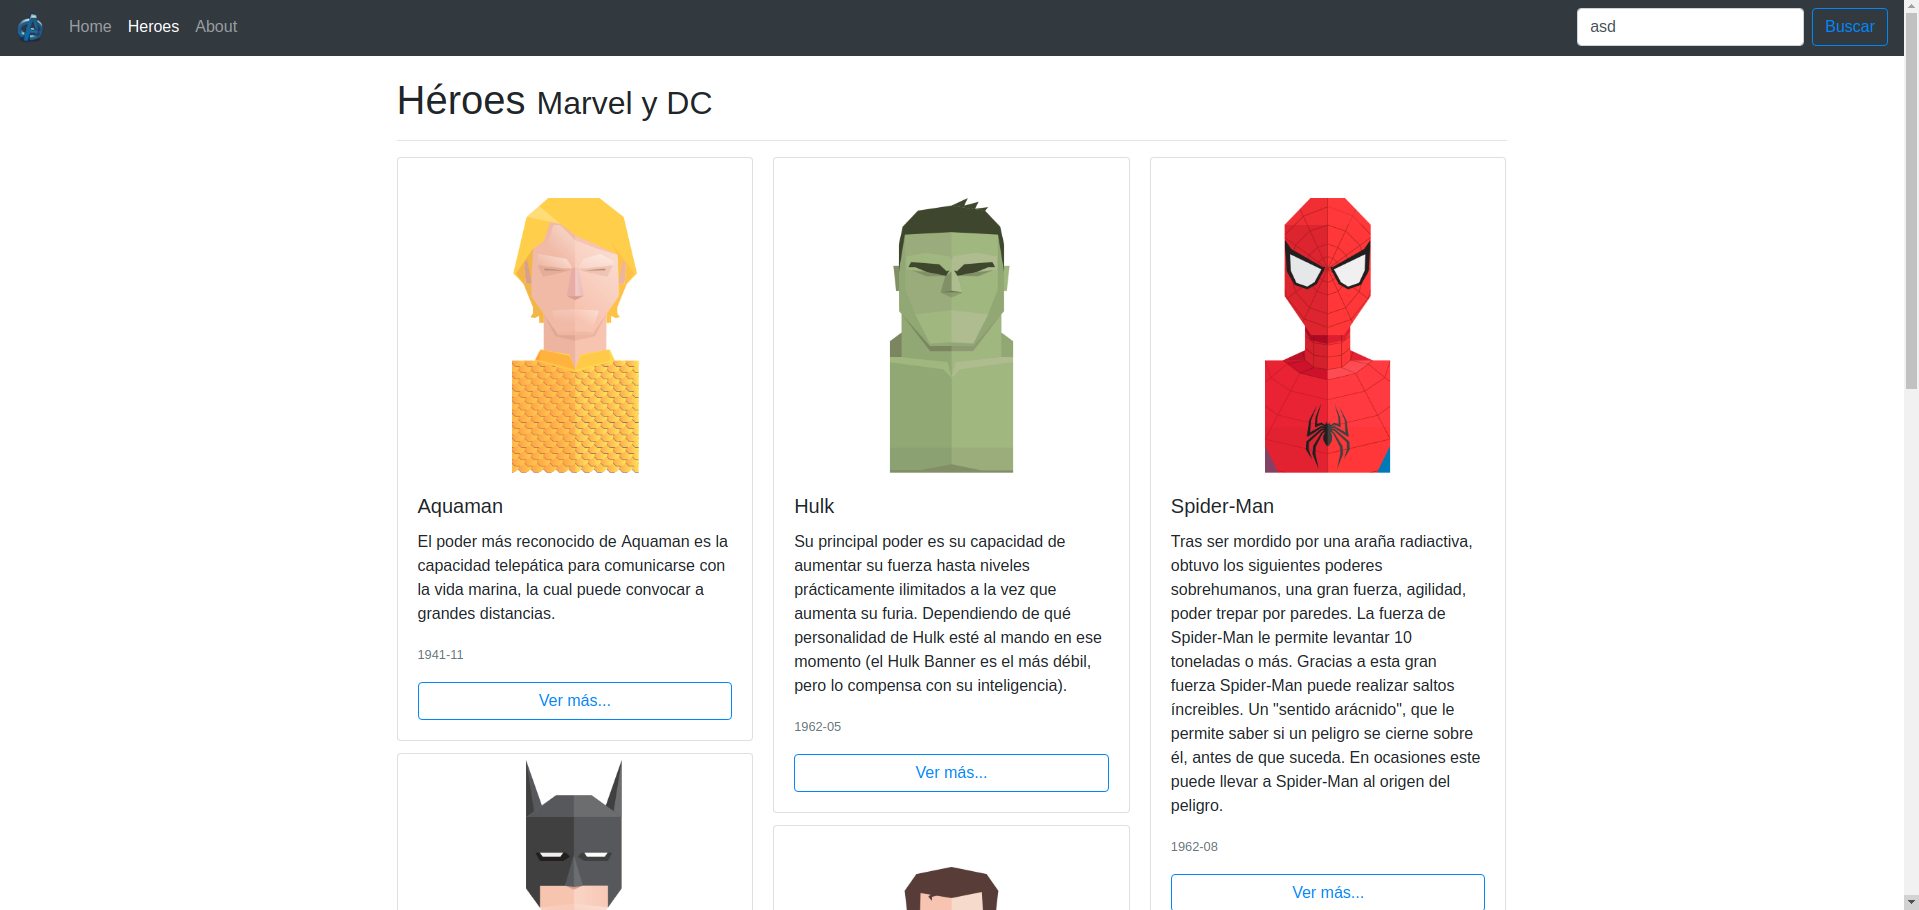 Home Heroes About asd Buscar
Héroes Marvel y DC
Aquaman
El poder más reconocido de Aquaman es la
capacidad telepática para comunicarse con
la vida marina, la cual puede convocar a
grandes distancias.
1941-11
Ver más...
Hulk
Su principal poder es su capacidad de
aumentar su fuerza hasta niveles
prácticamente ilimitados a la vez que
aumenta su furia. Dependiendo de qué
personalidad de Hulk esté al mando en ese
momento (el Hulk Banner es el más débil,
pero lo compensa con su inteligencia).
1962-05
Ver más...
Spider-Man
Tras ser mordido por una araña radiactiva,
obtuvo los siguientes poderes
sobrehumanos, una gran fuerza, agilidad,
poder trepar por paredes. La fuerza de
Spider-Man le permite levantar 10
toneladas o más. Gracias a esta gran
fuerza Spider-Man puede realizar saltos
íncreibles. Un "sentido arácnido", que le
permite saber si un peligro se cierne sobre
él, antes de que suceda. En ocasiones este
puede llevar a Spider-Man al origen del
peligro.
1962-08
Ver más...